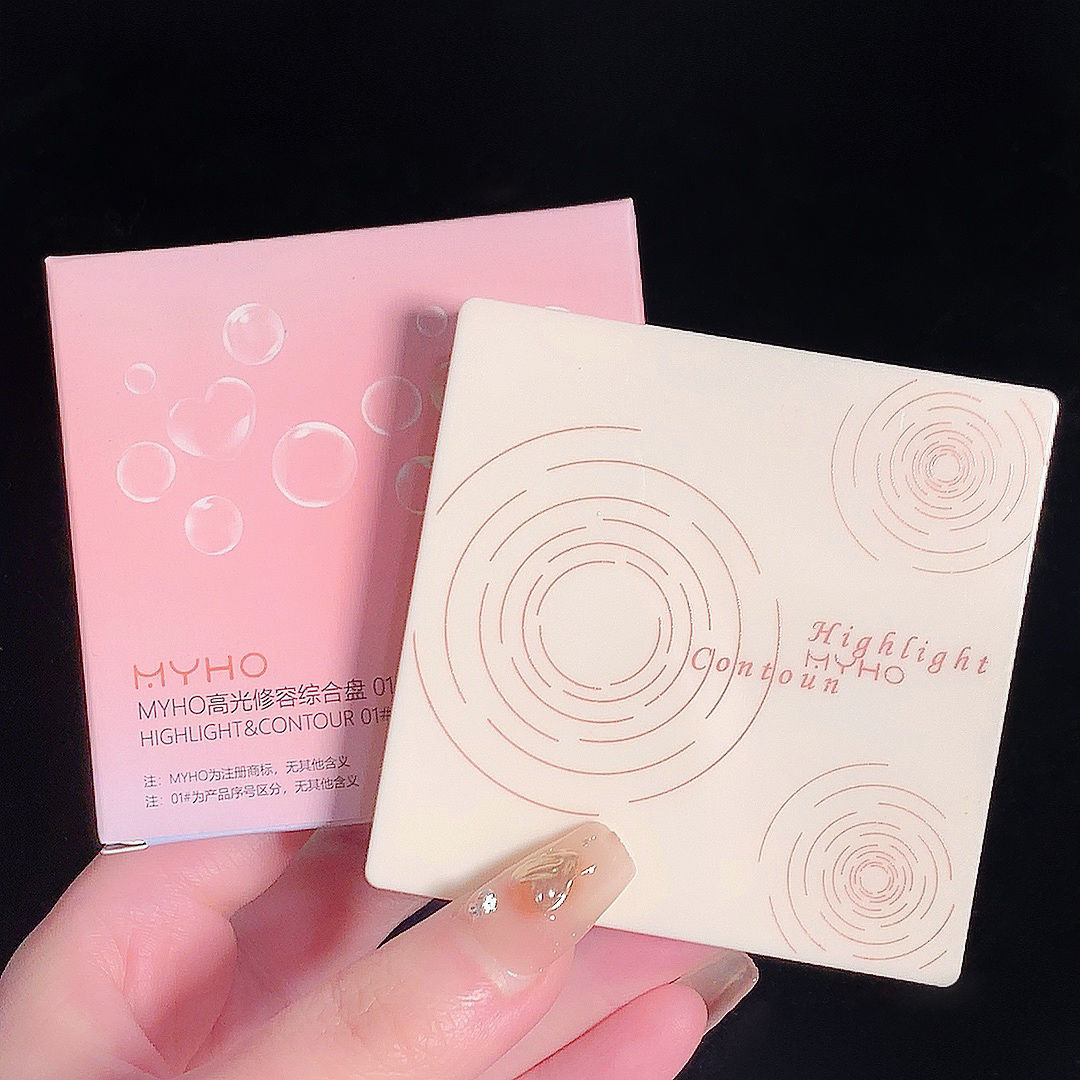 MYHO
MYHO高光修容综合盘 01
HIGHLIGHT&CONTOUR 01#
注：MYHO为注册商标，无其他含义
注：01#为产品序号区分，无其他含义
Highlight
MYHO
Contoun